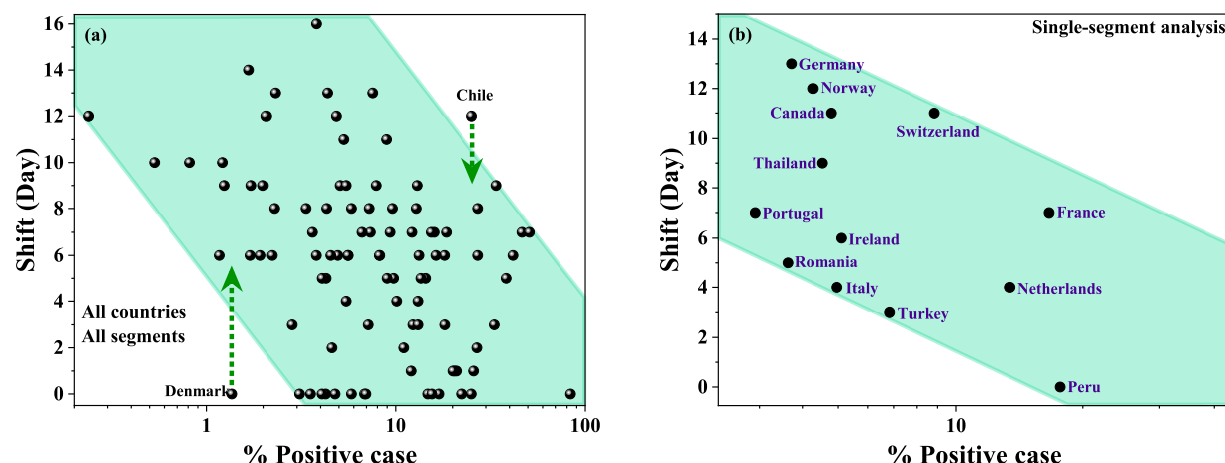 (a)
Chile
Denmark
All countries
All segments
16
14
12
10
8
6
4
2
0
1
10
100
Shift (Day)
% Positive case
(b)
Single-segment analysis
Germany
Norway
Canada
Switzerland
Thailand
Portugal
France
Ireland
Romania
Italy
Netherlands
Turkey
Peru
14
12
10
8
6
4
2
0
10
Shift (Day)
% Positive case